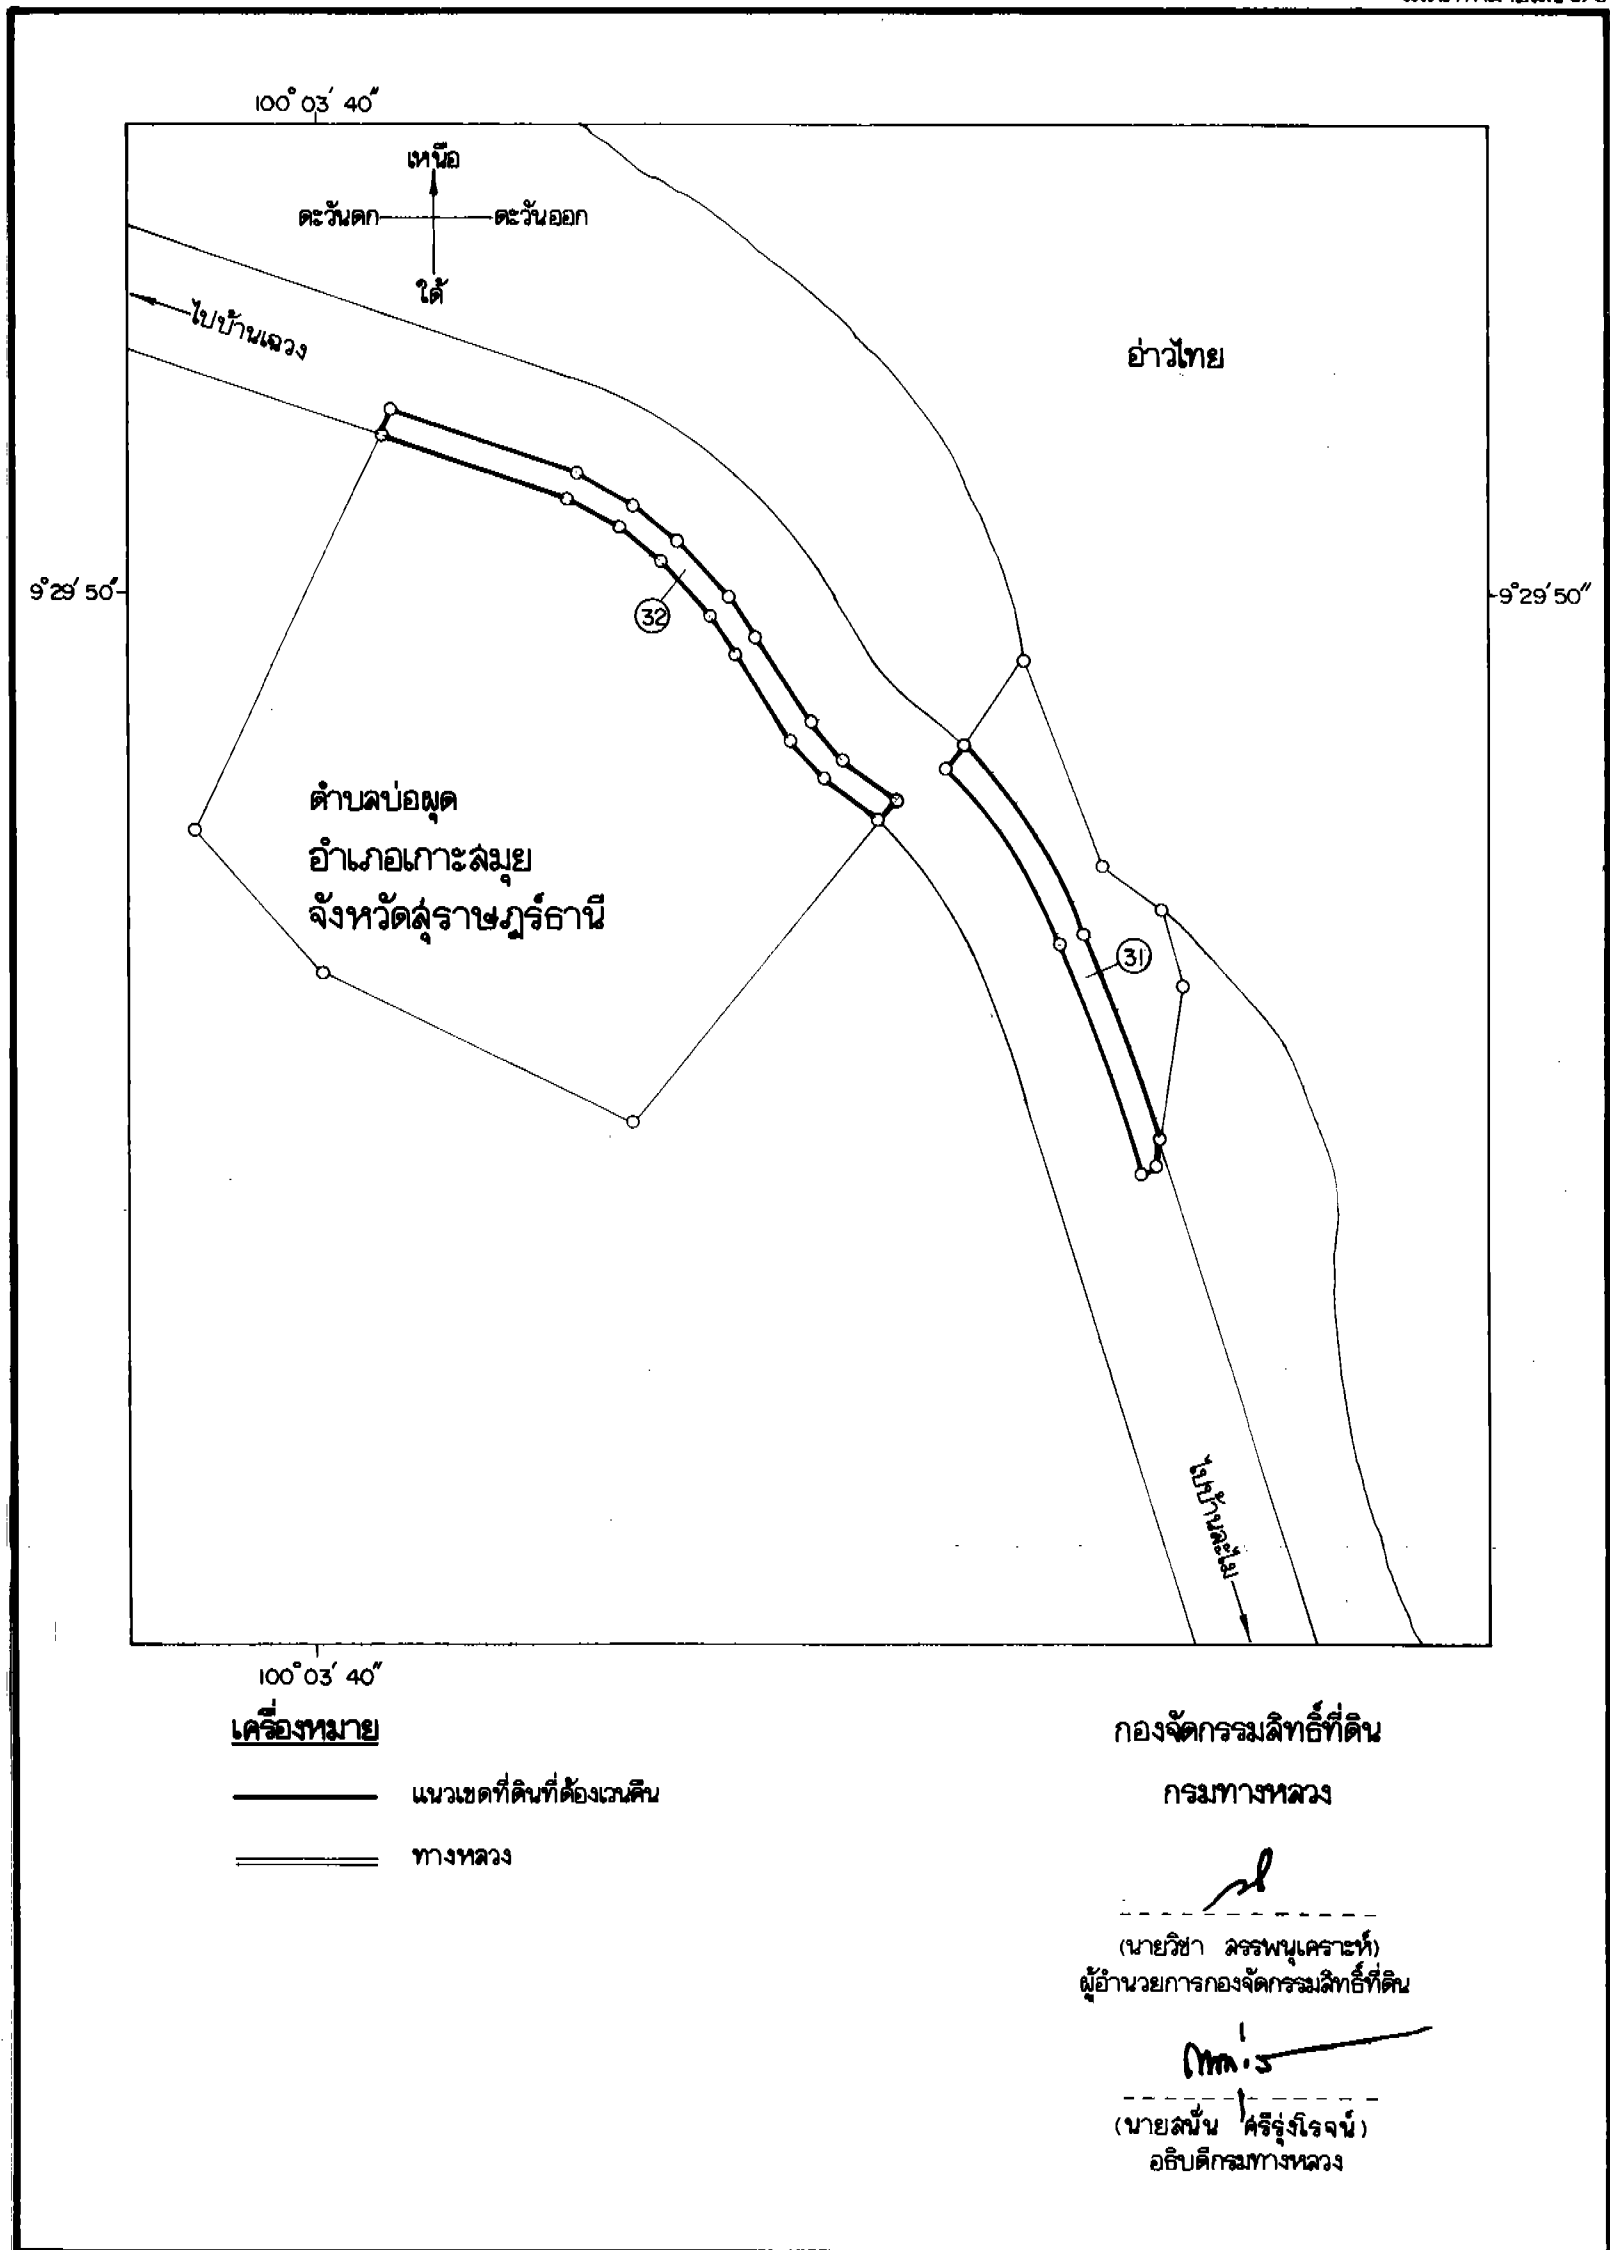 100° 03′ 40″
เหนือ
ตะวันตก
ตะวันออก
ใต้
ไปบ้านเฉวง
อ่าวไทย
9° 29′ 50″
9° 29′ 50″
32
ตำบลบ่อผุด
อำเภอเกาะสมุย
จังหวัดสุราษฎร์ธานี
31
ไปบ้านละไม
100° 03′ 40″
เครื่องหมาย
แนวเขตที่ดินที่ต้องเวนคืน
ทางหลวง
กองจัดกรรมสิทธิ์ที่ดิน
กรมทางหลวง
(นายวิชา สรรพนุเคราะห์)
ผู้อำนวยการกองจัดกรรมสิทธิ์ที่ดิน
(นายสนั่น ศรีรุ่งโรจน์)
อธิบดีกรมทางหลวง